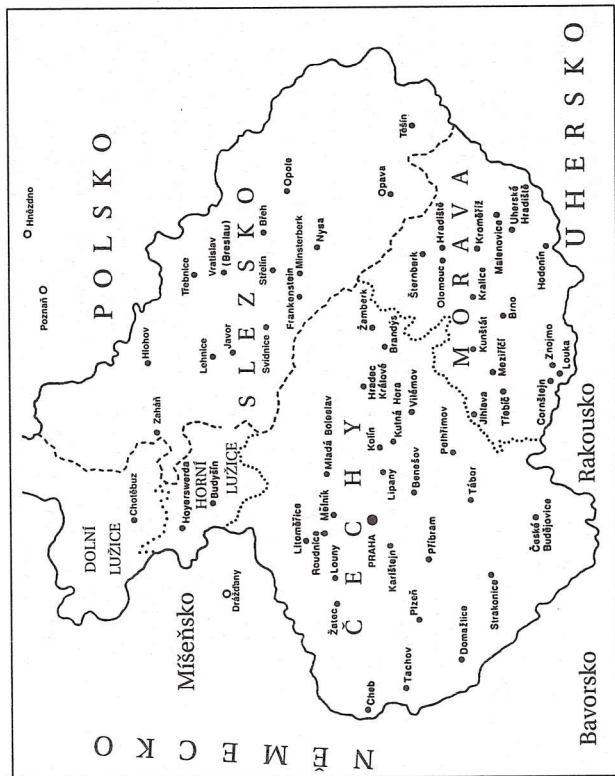 Hnězdno
Poznaň
POLSKO
NĚMECKO
UHERSKO
Míšeňsko
Drážďany
Bavorsko
Rakousko
DOLNÍ
LUŽICE
Chotěbuz
Hoyerswerda
HORNÍ
LUŽICE
Budyšín
SLEZSKO
Zaháň
Hlohov
Třebnice
Vratislav
(Breslau)
Lehnice
Javor
Svídnice
Střelín
Břeh
Opole
Frankenstein
Minsterberk
Nysa
Opava
Těšín
ČECHY
Litoměřice
Roudnice
Mělník
Mladá Boleslav
Louny
Žatec
PRAHA
Karlštejn
Kolín
Lipany
Kutná Hora
Hradec
Králové
Žamberk
Brandýs
Vilémov
Benešov
Příbram
Plzeň
Cheb
Tachov
Domažlice
Strakonice
Tábor
Pelhřimov
České
Budějovice
MORAVA
Šternberk
Olomouc
Hradiště
Kroměříž
Kralice
Malenovice
Uherské
Hradiště
Hodonín
Kunštát
Brno
Meziříčí
Jihlava
Třebíč
Cornštejn
Znojmo
Louka